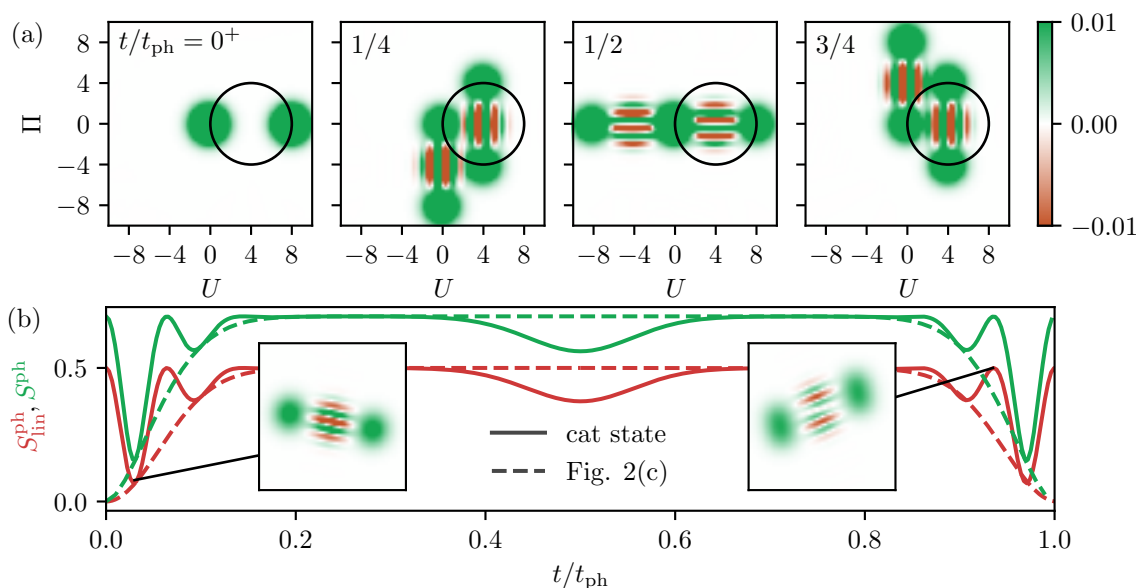 (a)
t/t_ph = 0⁺
1/4
1/2
3/4
Π
8
4
0
−4
−8
−8 −4 0 4 8
−8 −4 0 4 8
−8 −4 0 4 8
−8 −4 0 4 8
U
U
U
U
0.01
0.00
−0.01
(b)
S_lin^ph, S^ph
0.5
0.0
cat state
Fig. 2(c)
0.0 0.2 0.4 0.6 0.8 1.0
t/t_ph